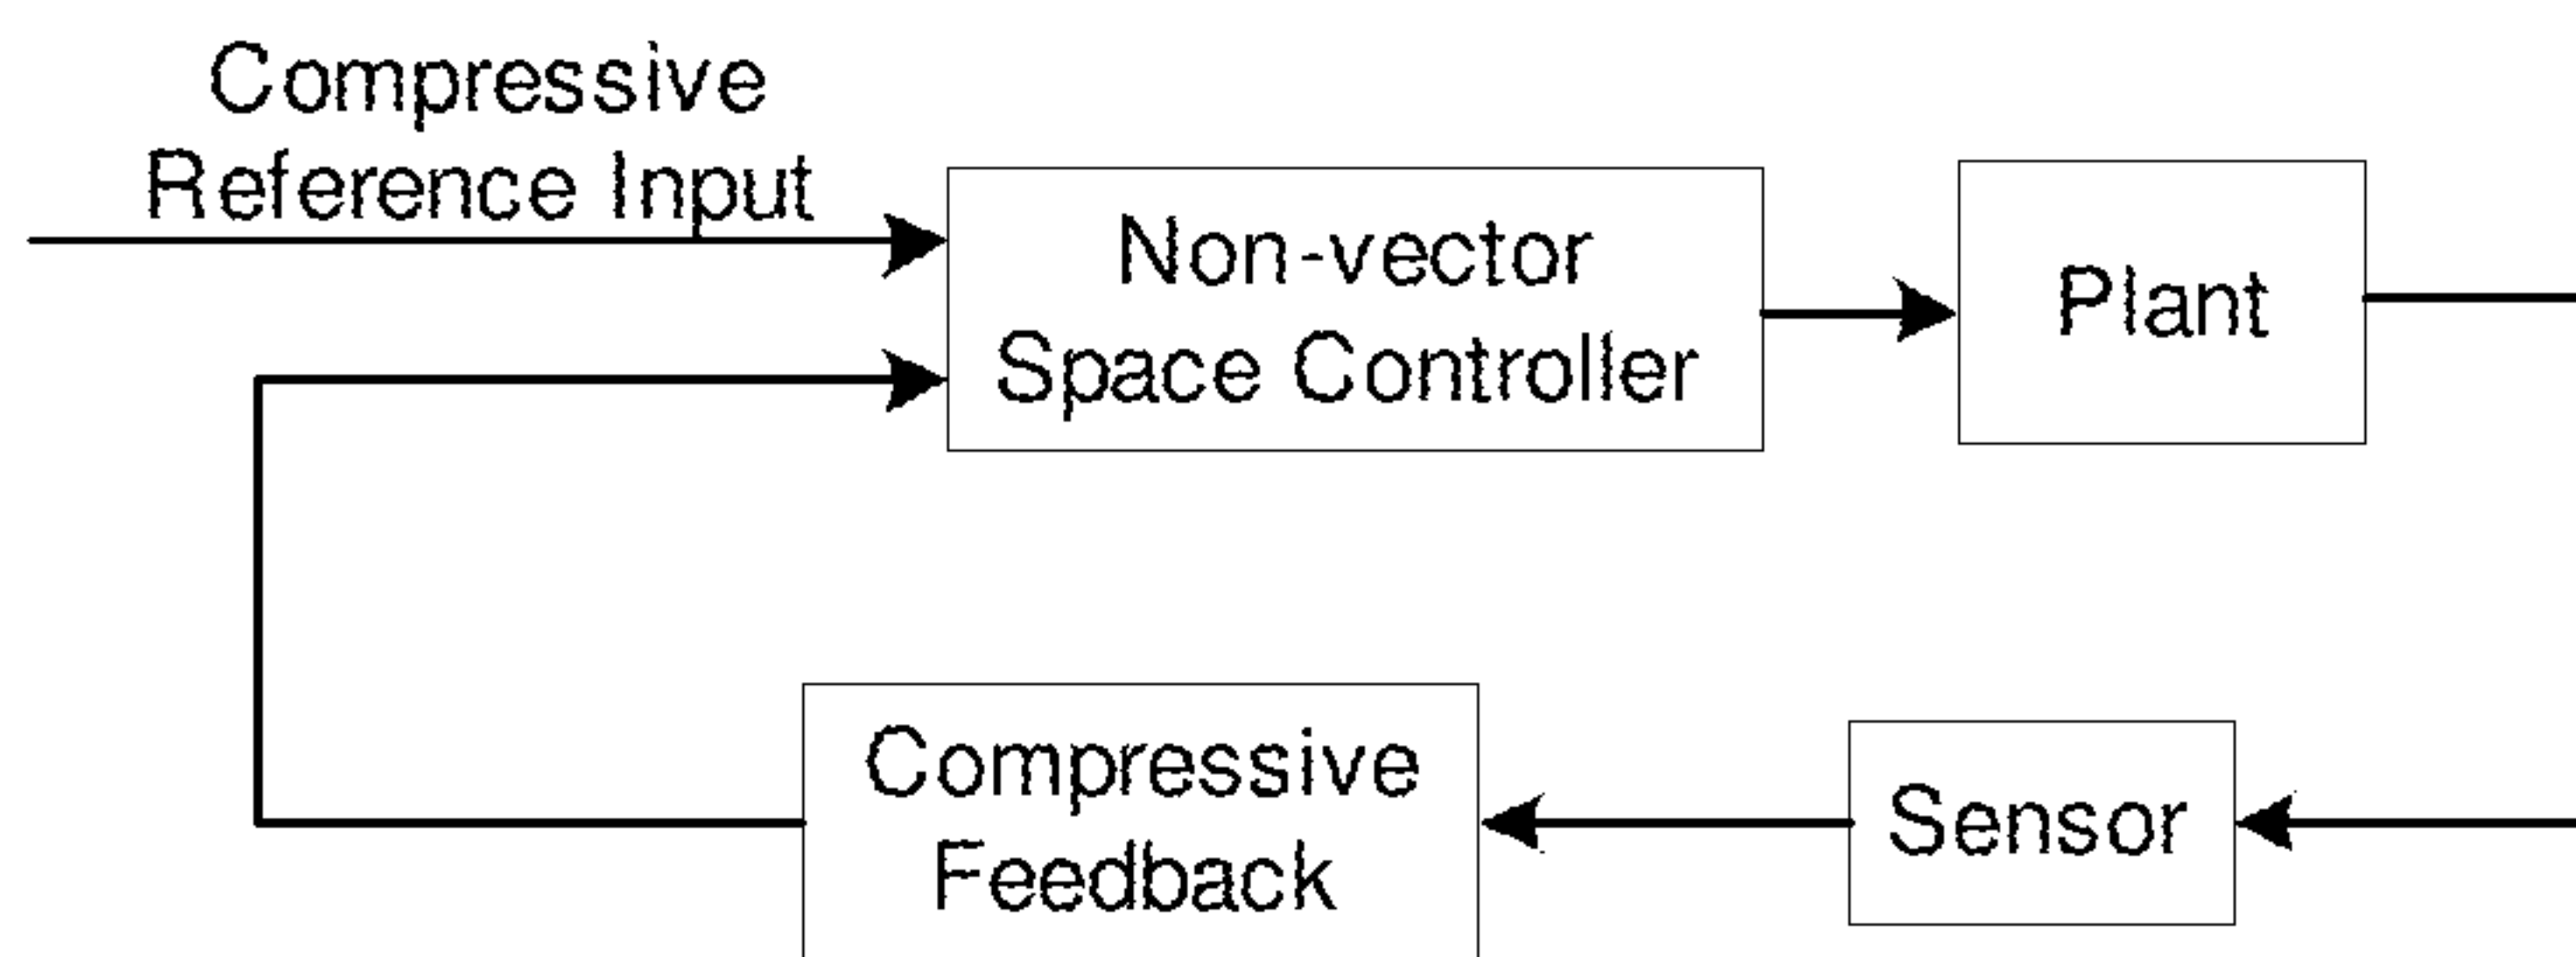 Compressive
Reference Input
Non-vector
Space Controller
Plant
Compressive
Feedback
Sensor